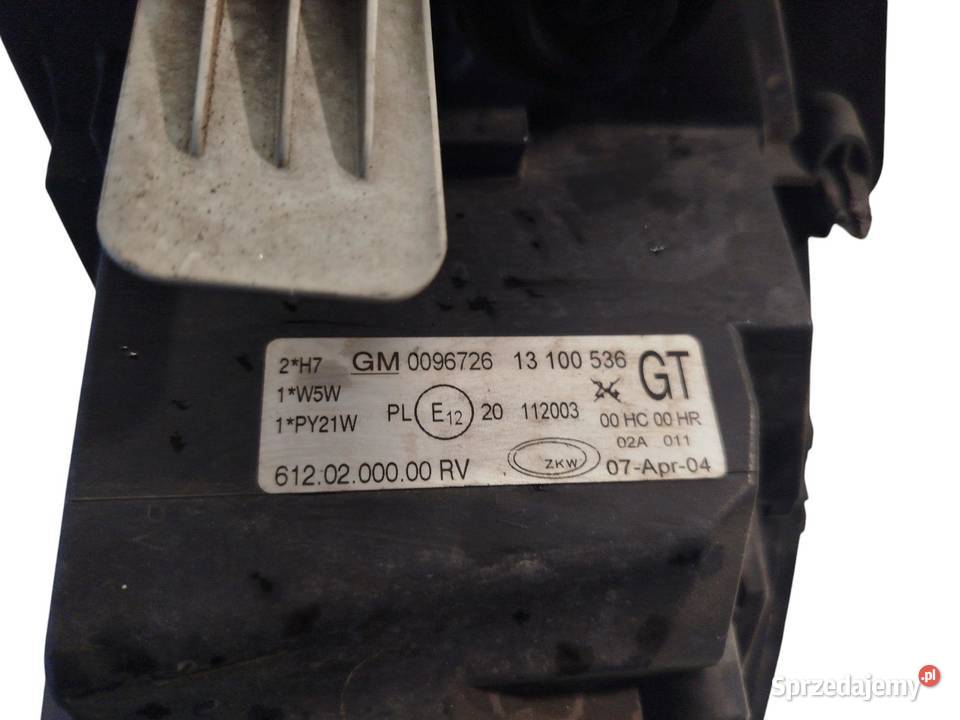 2*H7 GM 0096726 13 100 536 GT
1*W5W
1*PY21W PL E12 20 112003 00 HC 00 HR
02A 011
612.02.000.00 RV ZKW 07-Apr-04
Sprzedajemy.pl